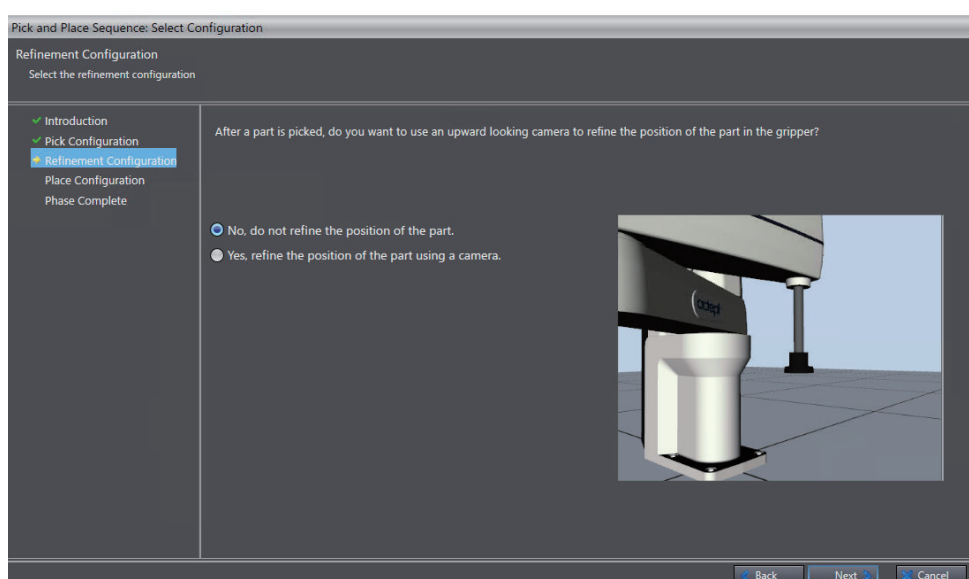 Pick and Place Sequence: Select Configuration
Refinement Configuration
Select the refinement configuration
Introduction
Pick Configuration
Refinement Configuration
Place Configuration
Phase Complete
After a part is picked, do you want to use an upward looking camera to refine the position of the part in the gripper?
No, do not refine the position of the part.
Yes, refine the position of the part using a camera.
adept
Back
Next
Cancel